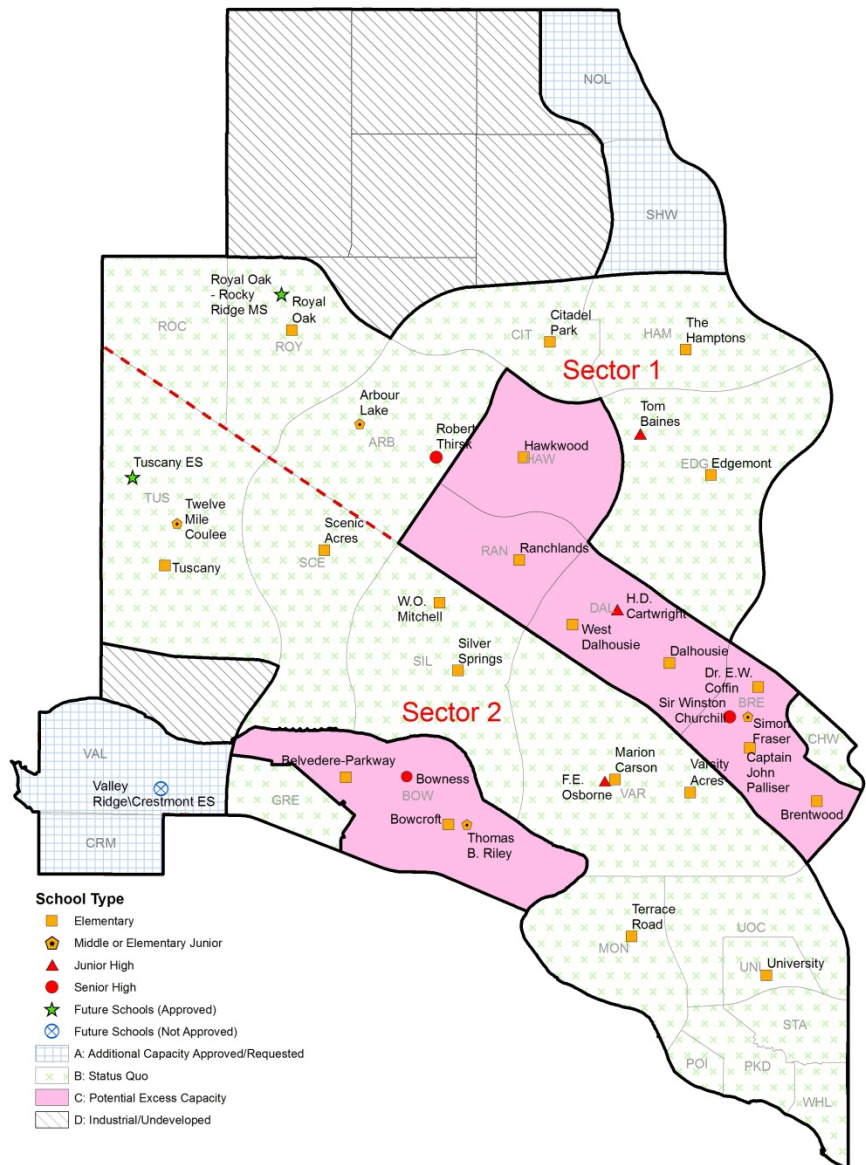 NOL
SHW
Royal Oak
- Rocky
Ridge MS
Royal
Oak
ROC
ROY
Citadel
Park
CIT
HAM
The
Hamptons
Sector 1
Arbour
Lake
ARB
Robert
Thirsk
Hawkwood
HAW
Tom
Baines
EDG
Edgemont
Tuscany ES
TUS
Twelve
Mile
Coulee
Tuscany
Scenic
Acres
SCE
RAN
Ranchlands
W.O.
Mitchell
DAL
H.D.
Cartwright
West
Dalhousie
Silver
Springs
SIL
Dalhousie
Dr. E.W.
Coffin
BRE
Sir Winston
Churchill
Simon
Fraser
Captain
John
Palliser
CHW
Sector 2
VAL
Valley
Ridge\Crestmont ES
Belvedere-Parkway
Bowness
BOW
GRE
Bowcroft
Thomas
B. Riley
F.E.
Osborne
Marion
Carson
VAR
Varsity
Acres
Brentwood
CRM
Terrace
Road
MON
UOC
UNI
University
STA
POI
PKD
WHL
School Type
Elementary
Middle or Elementary Junior
Junior High
Senior High
Future Schools (Approved)
Future Schools (Not Approved)
A: Additional Capacity Approved/Requested
B: Status Quo
C: Potential Excess Capacity
D: Industrial/Undeveloped